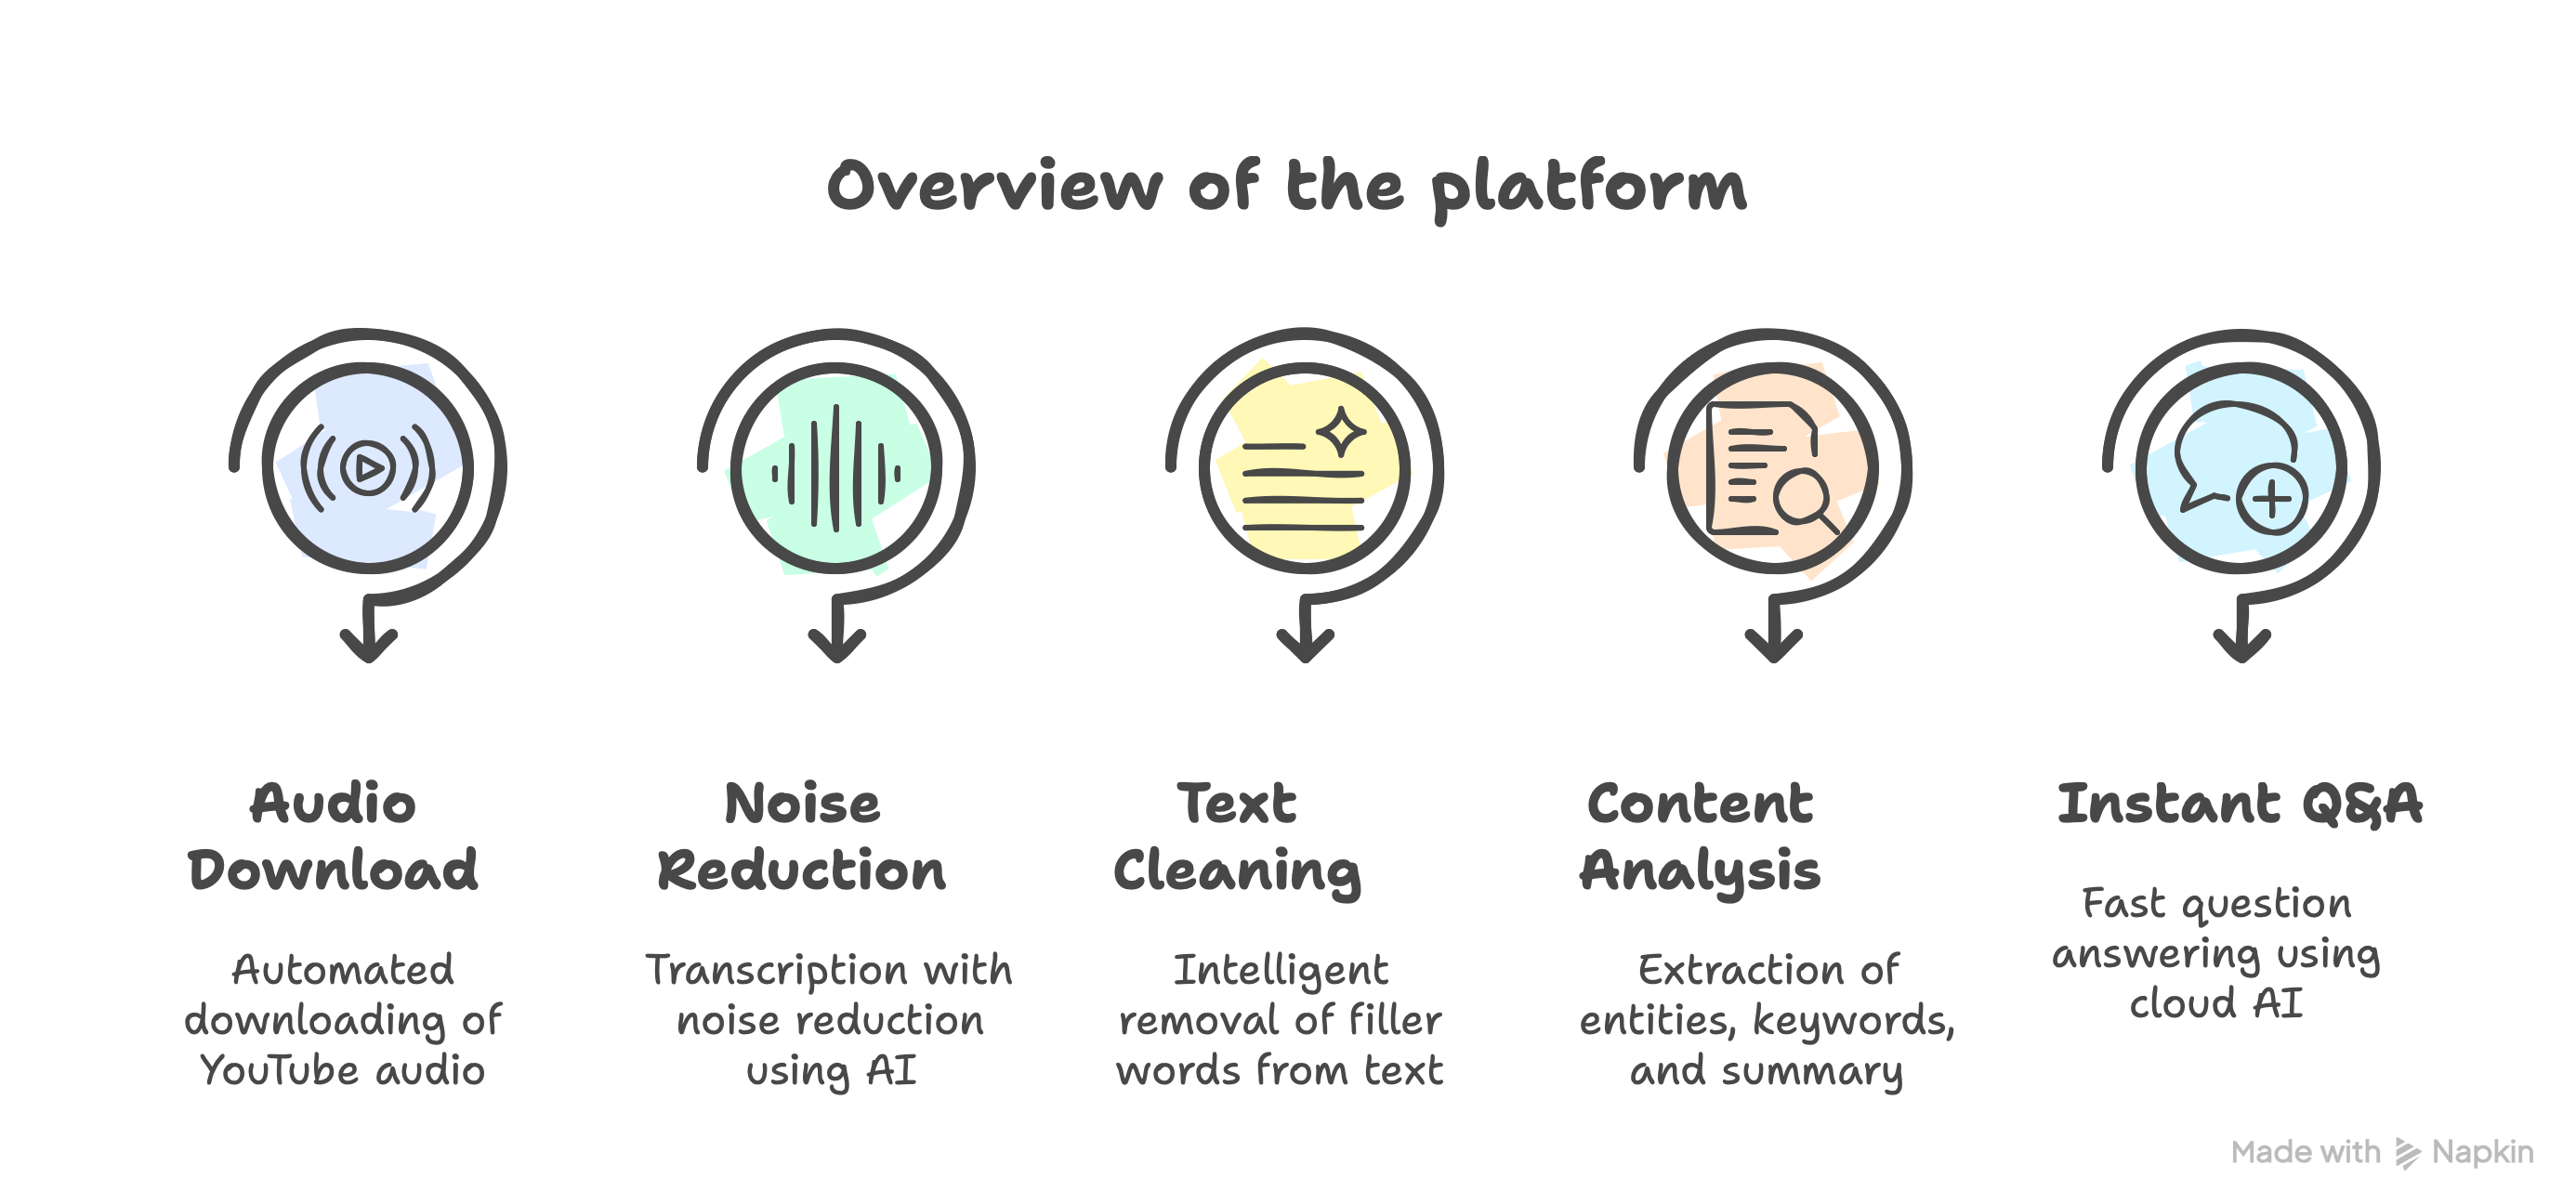 Overview of the platform
Audio
Download
Automated
downloading of
YouTube audio
Noise
Reduction
Transcription with
noise reduction
using AI
Text
Cleaning
Intelligent
removal of filler
words from text
Content
Analysis
Extraction of
entities, keywords,
and summary
Instant Q&A
Fast question
answering using
cloud AI
Made with Napkin